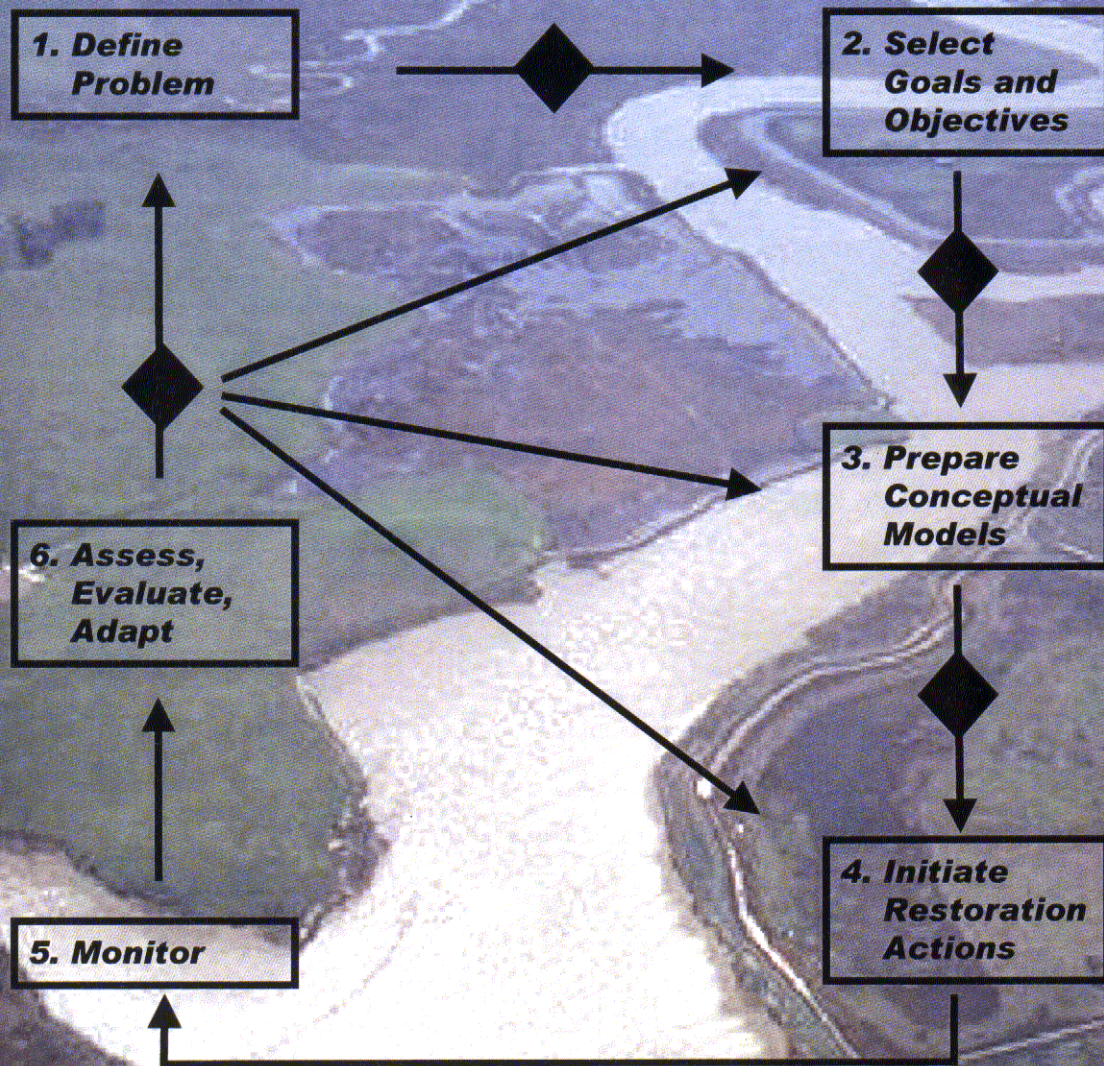 1. Define
Problem
2. Select
Goals and
Objectives
3. Prepare
Conceptual
Models
4. Initiate
Restoration
Actions
5. Monitor
6. Assess,
Evaluate,
Adapt